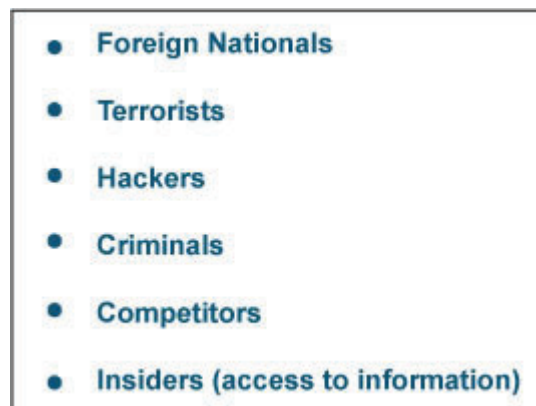 • Foreign Nationals
• Terrorists
• Hackers
• Criminals
• Competitors
• Insiders (access to information)